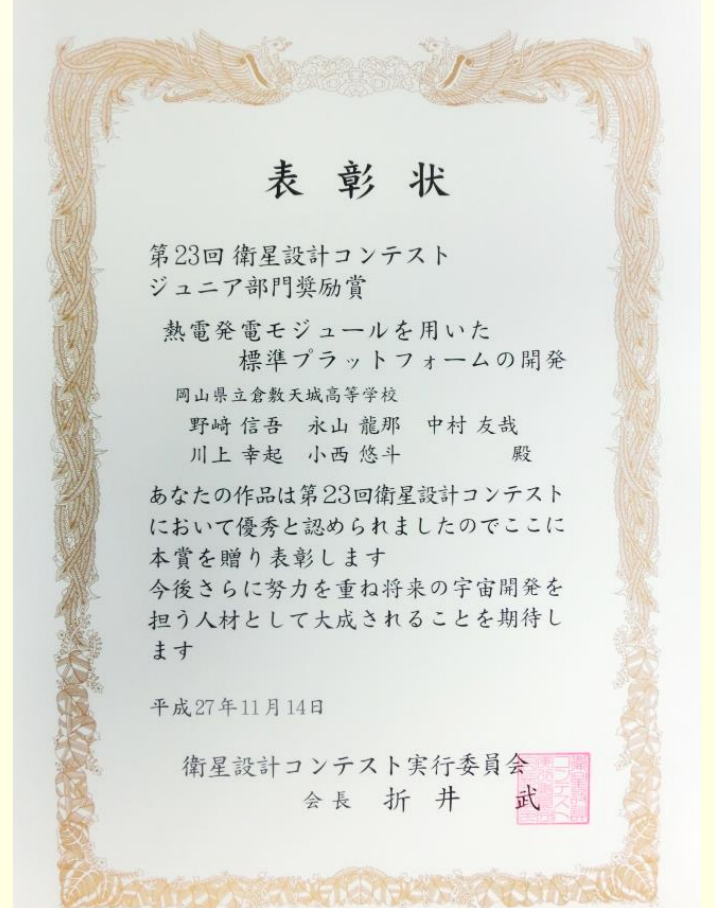 表彰状
第23回 衛星設計コンテスト
ジュニア部門奨励賞
熱電発電モジュールを用いた
標準プラットフォームの開発
岡山県立倉敷天城高等学校
野﨑 信吾　永山 龍那　中村 友哉
川上 幸起　小西 悠斗　殿
あなたの作品は第23回衛星設計コンテスト
において優秀と認められましたのでここに
本賞を贈り表彰します
今後さらに努力を重ね将来の宇宙開発を
担う人材として大成されることを期待し
ます
平成27年11月14日
衛星設計コンテスト実行委員会
会長　折井　武